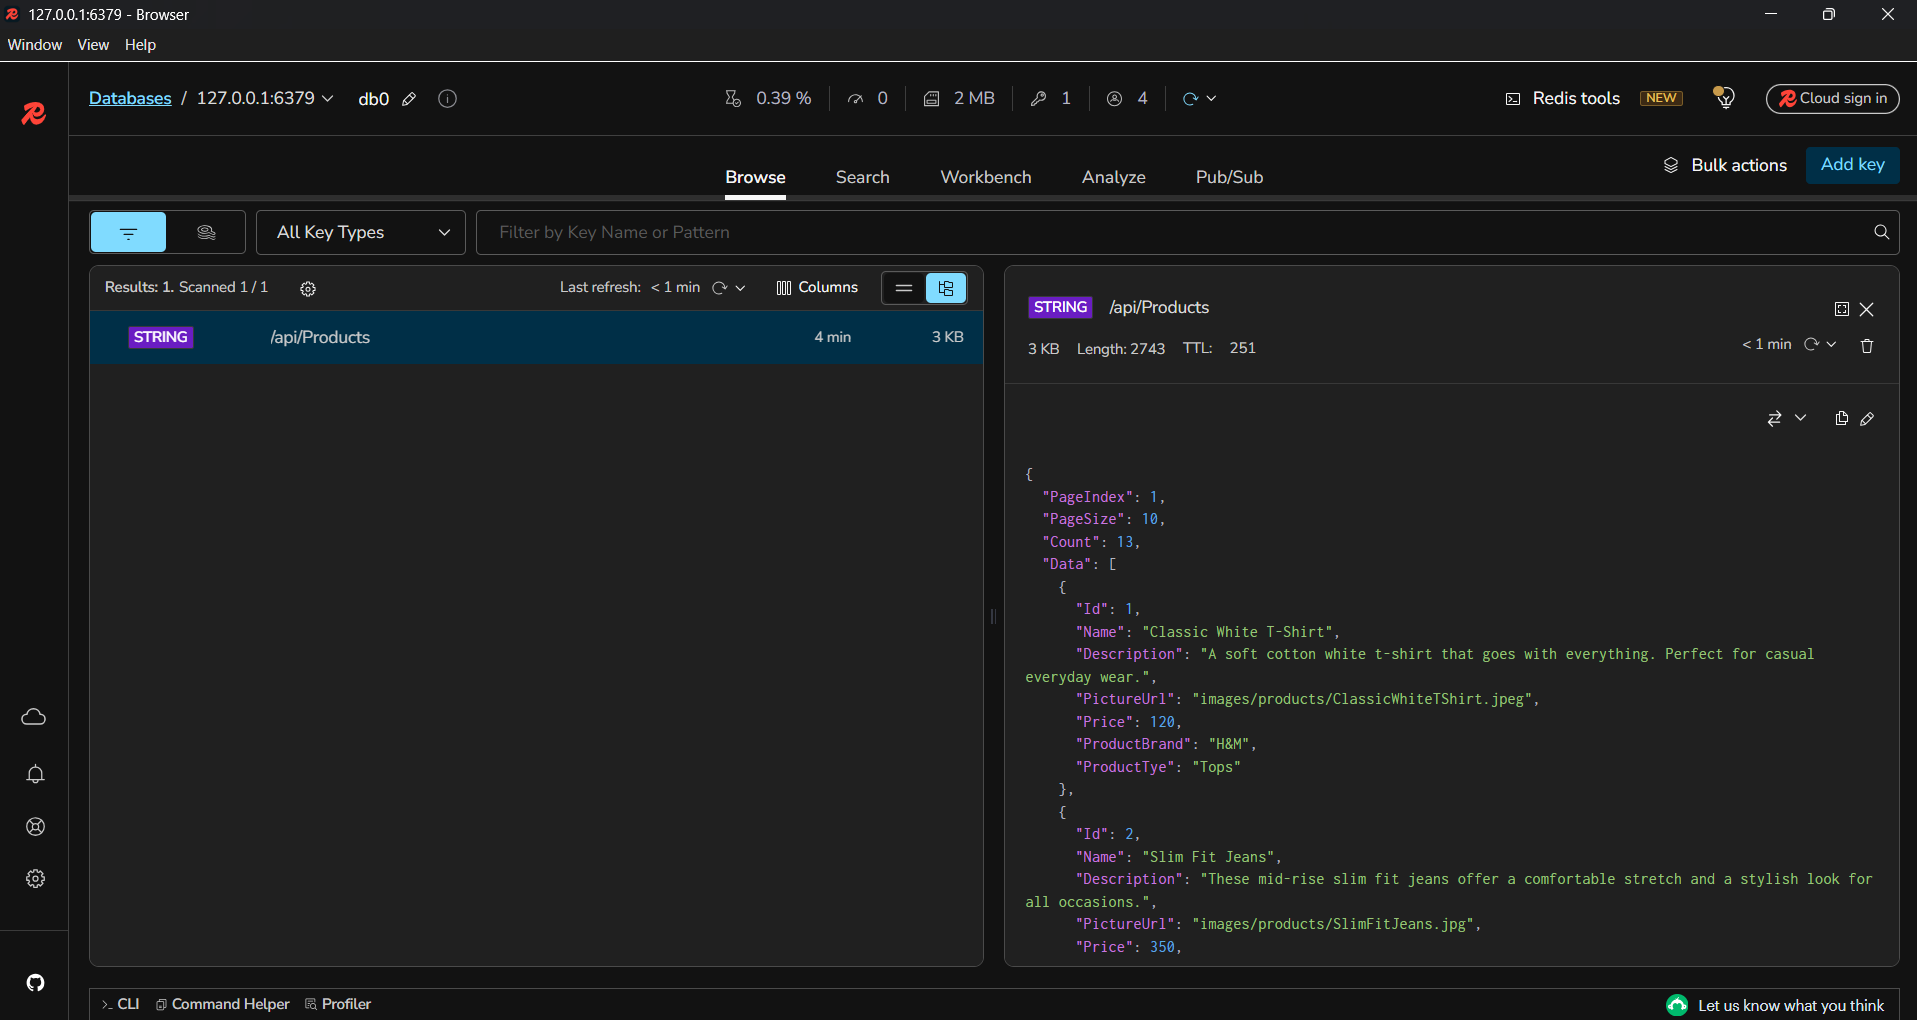 127.0.0.1:6379 - Browser
Window View Help
Databases / 127.0.0.1:6379 db0 0.39 % 0 2 MB 1 4 Redis tools NEW Cloud sign in
Browse Search Workbench Analyze Pub/Sub Bulk actions Add key
All Key Types Filter by Key Name or Pattern
Results: 1. Scanned 1 / 1 Last refresh: < 1 min Columns
STRING /api/Products 4 min 3 KB
STRING /api/Products
3 KB Length: 2743 TTL: 251 < 1 min
{
"PageIndex": 1,
"PageSize": 10,
"Count": 13,
"Data": [
{
"Id": 1,
"Name": "Classic White T-Shirt",
"Description": "A soft cotton white t-shirt that goes with everything. Perfect for casual
everyday wear.",
"PictureUrl": "images/products/ClassicWhiteTShirt.jpeg",
"Price": 120,
"ProductBrand": "H&M",
"ProductTye": "Tops"
},
{
"Id": 2,
"Name": "Slim Fit Jeans",
"Description": "These mid-rise slim fit jeans offer a comfortable stretch and a stylish look for
all occasions.",
"PictureUrl": "images/products/SlimFitJeans.jpg",
"Price": 350,
>_ CLI Command Helper Profiler Let us know what you think